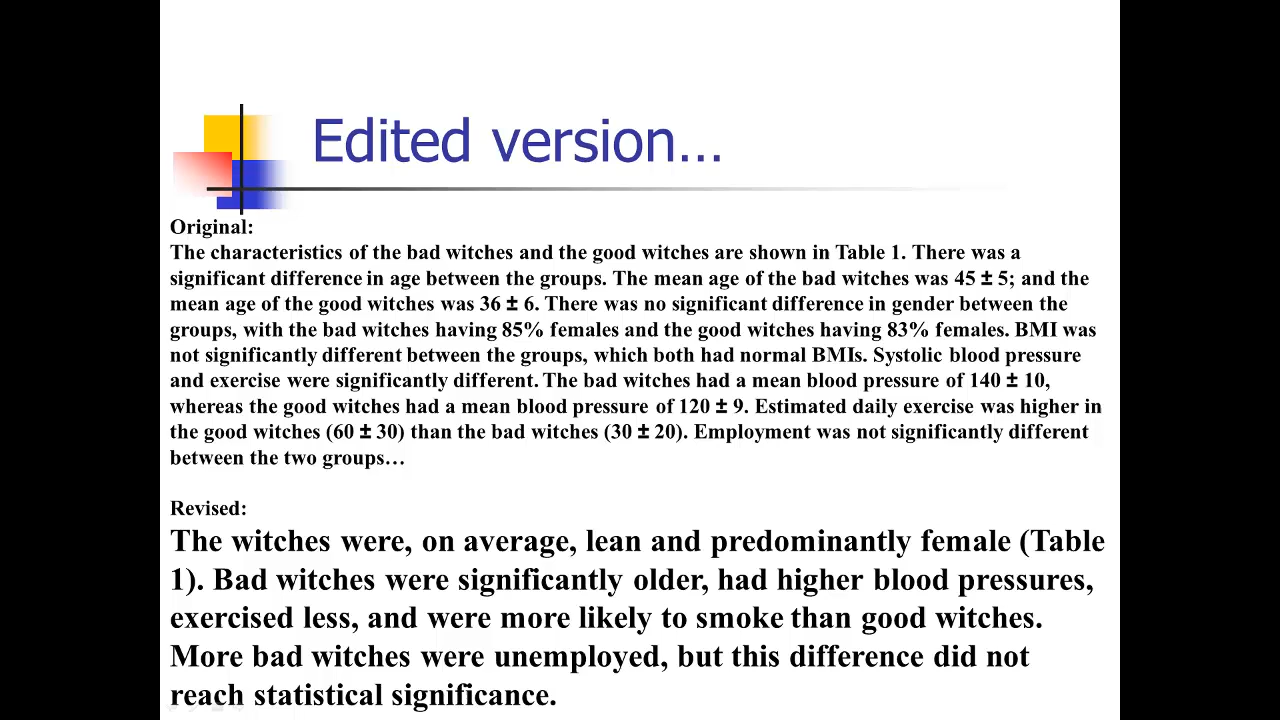 Edited version…
Original:
The characteristics of the bad witches and the good witches are shown in Table 1. There was a
significant difference in age between the groups. The mean age of the bad witches was 45 ± 5; and the
mean age of the good witches was 36 ± 6. There was no significant difference in gender between the
groups, with the bad witches having 85% females and the good witches having 83% females. BMI was
not significantly different between the groups, which both had normal BMIs. Systolic blood pressure
and exercise were significantly different. The bad witches had a mean blood pressure of 140 ± 10,
whereas the good witches had a mean blood pressure of 120 ± 9. Estimated daily exercise was higher in
the good witches (60 ± 30) than the bad witches (30 ± 20). Employment was not significantly different
between the two groups…
Revised:
The witches were, on average, lean and predominantly female (Table
1). Bad witches were significantly older, had higher blood pressures,
exercised less, and were more likely to smoke than good witches.
More bad witches were unemployed, but this difference did not
reach statistical significance.